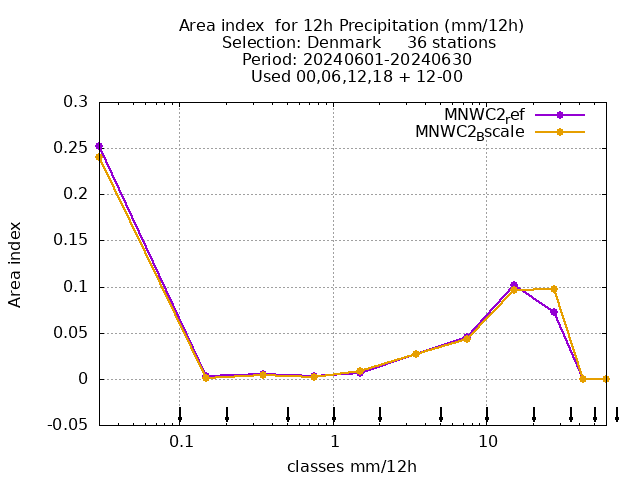 Area index  for 12h Precipitation (mm/12h)
Selection: Denmark     36 stations
Period: 20240601-20240630
Used 00,06,12,18 + 12-00
MNWC2ref
MNWC2Bscale
0.3
0.25
0.2
0.15
0.1
0.05
0
-0.05
Area index
0.1 1 10
classes mm/12h